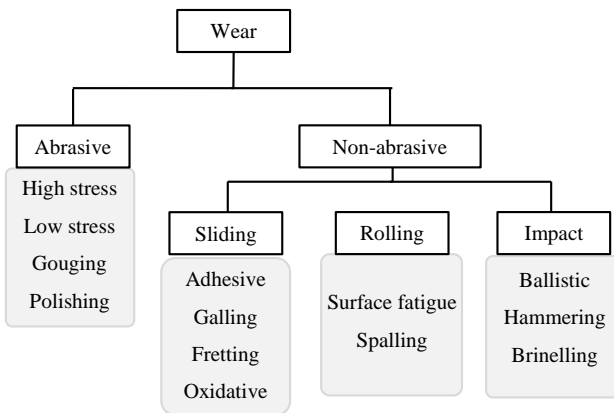 Wear
Abrasive
Non-abrasive
High stress
Low stress
Gouging
Polishing
Sliding
Rolling
Impact
Adhesive
Galling
Fretting
Oxidative
Surface fatigue
Spalling
Ballistic
Hammering
Brinelling